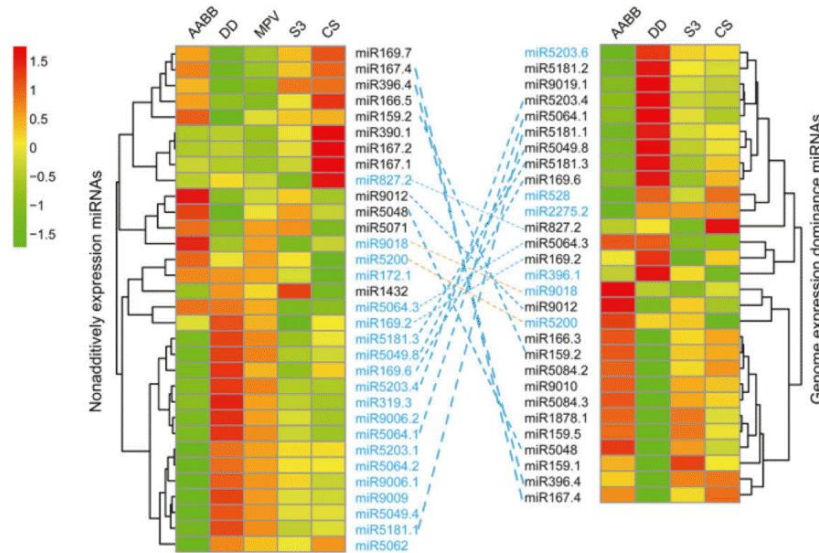 AABB DD MPV S3 CS
AABB DD S3 CS
1.5
1
0.5
0
−0.5
−1
−1.5
Nonadditively expression miRNAs
miR169.7
miR167.4
miR396.4
miR166.5
miR159.2
miR390.1
miR167.2
miR167.1
miR827.2
miR9012
miR5048
miR5071
miR9018
miR5200
miR172.1
miR1432
miR5064.3
miR169.2
miR5181.3
miR5049.8
miR169.6
miR5203.4
miR319.3
miR9006.2
miR5064.1
miR5203.1
miR5064.2
miR9006.1
miR9009
miR5049.4
miR5181.1
miR5062
miR5203.6
miR5181.2
miR9019.1
miR5203.4
miR5064.1
miR5181.1
miR5049.8
miR5181.3
miR169.6
miR528
miR2275.2
miR827.2
miR5064.3
miR169.2
miR396.1
miR9018
miR9012
miR5200
miR166.3
miR159.2
miR5084.2
miR9010
miR5084.3
miR1878.1
miR159.5
miR5048
miR159.1
miR396.4
miR167.4
Genome expression dominance miRNAs